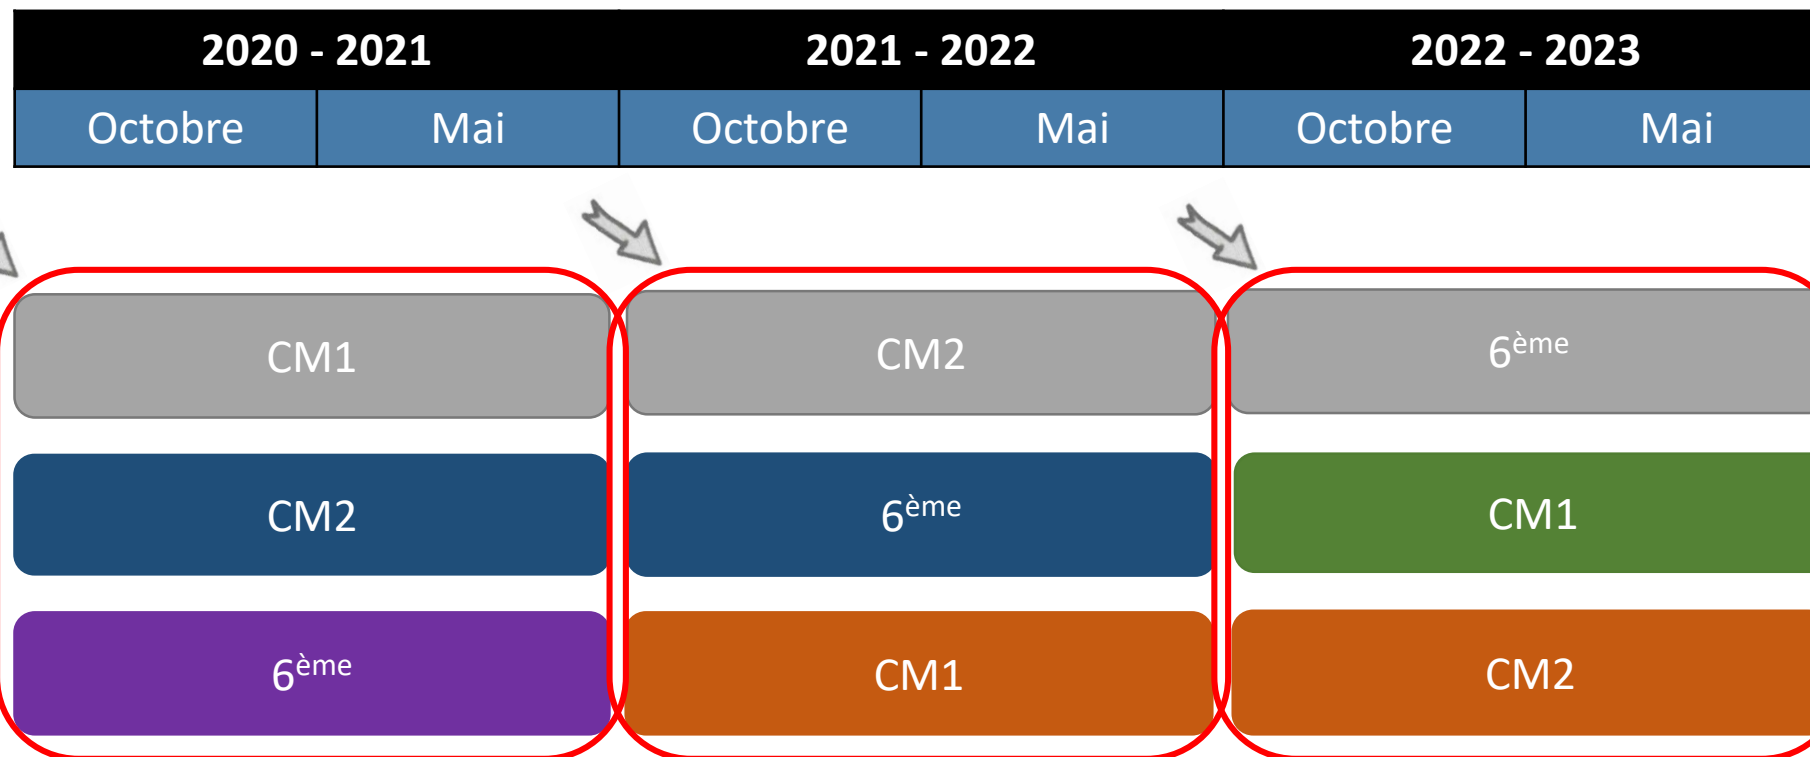 2020 - 2021 2021 - 2022 2022 - 2023
Octobre Mai Octobre Mai Octobre Mai
CM1 CM2 6ème
CM2 6ème CM1
6ème CM1 CM2